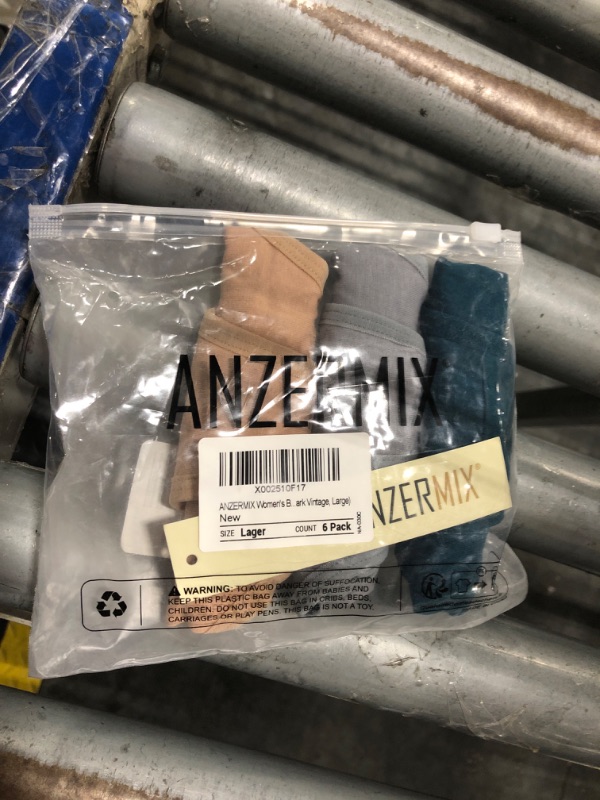 ANZERMIX
X002510F17
ANZERMIX Women's B...ark Vintage, Large)
New
SIZE Lager COUNT 6 Pack
NZERMIX®
WARNING: TO AVOID DANGER OF SUFFOCATION,
KEEP THIS PLASTIC BAG AWAY FROM BABIES AND
CHILDREN. DO NOT USE THIS BAG IN CRIBS, BEDS,
CARRIAGES OR PLAY PENS. THIS BAG IS NOT A TOY.